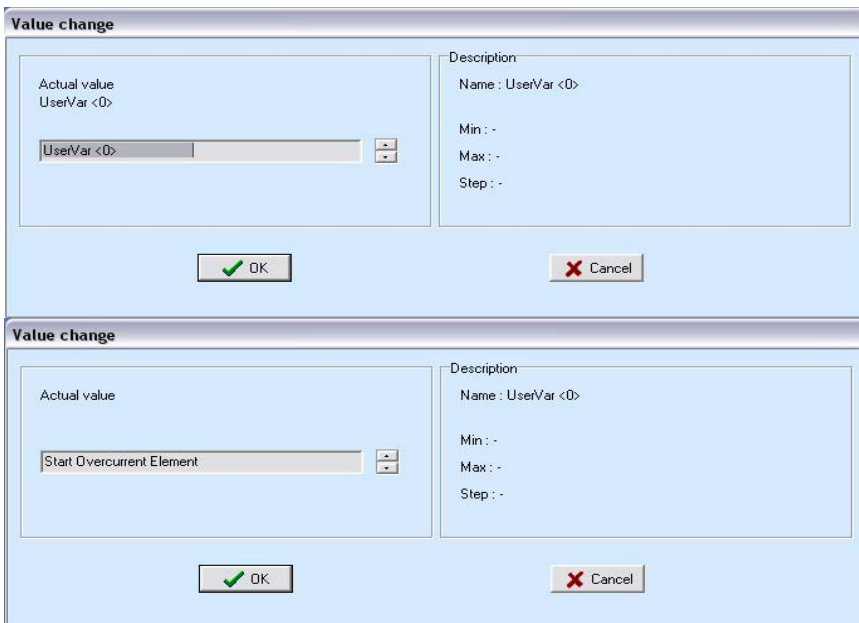 Value change
Actual value
UserVar <0>
UserVar <0>
Description
Name : UserVar <0>
Min : -
Max : -
Step : -
OK
Cancel
Value change
Actual value
Start Overcurrent Element
Description
Name : UserVar <0>
Min : -
Max : -
Step : -
OK
Cancel